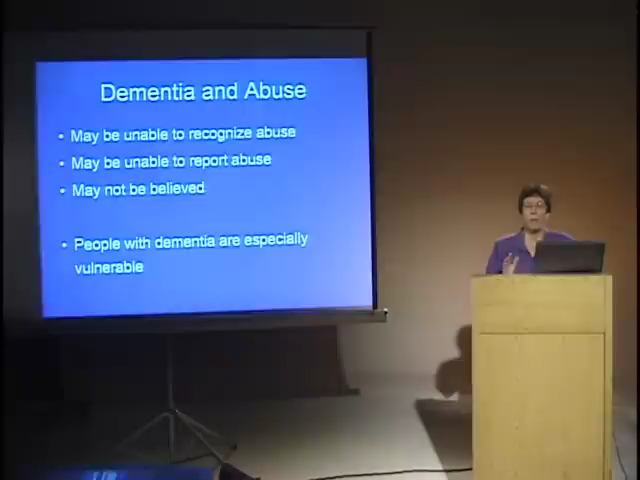 Dementia and Abuse
• May be unable to recognize abuse
• May be unable to report abuse
• May not be believed
• People with dementia are especially
vulnerable